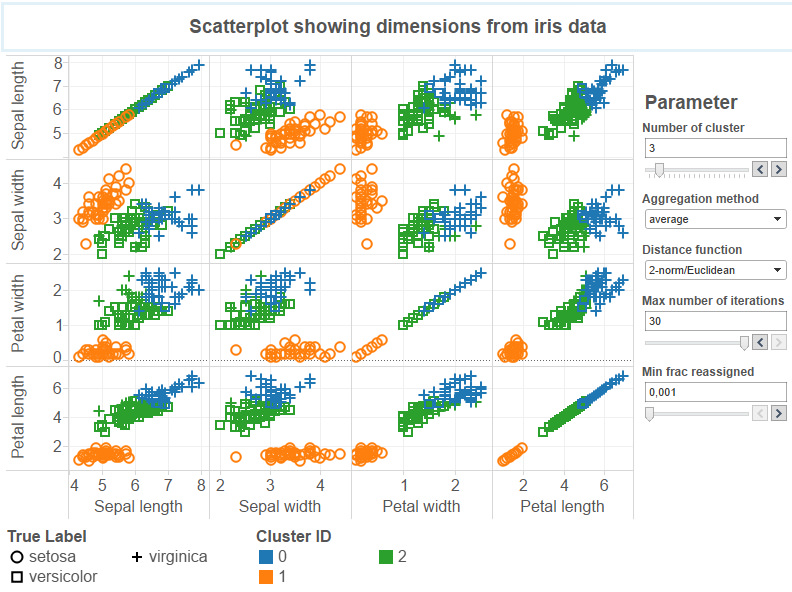 Scatterplot showing dimensions from iris data
Sepal length
8
7
6
5
Sepal width
4
3
2
Petal width
2
1
0
Petal length
6
4
2
4 5 6 7 8 2 3 4 1 2 2 4 6
Sepal length Sepal width Petal width Petal length
Parameter
Number of cluster
3
Aggregation method
average
Distance function
2-norm/Euclidean
Max number of iterations
30
Min frac reassigned
0,001
True Label
setosa virginica
versicolor
Cluster ID
0 2
1